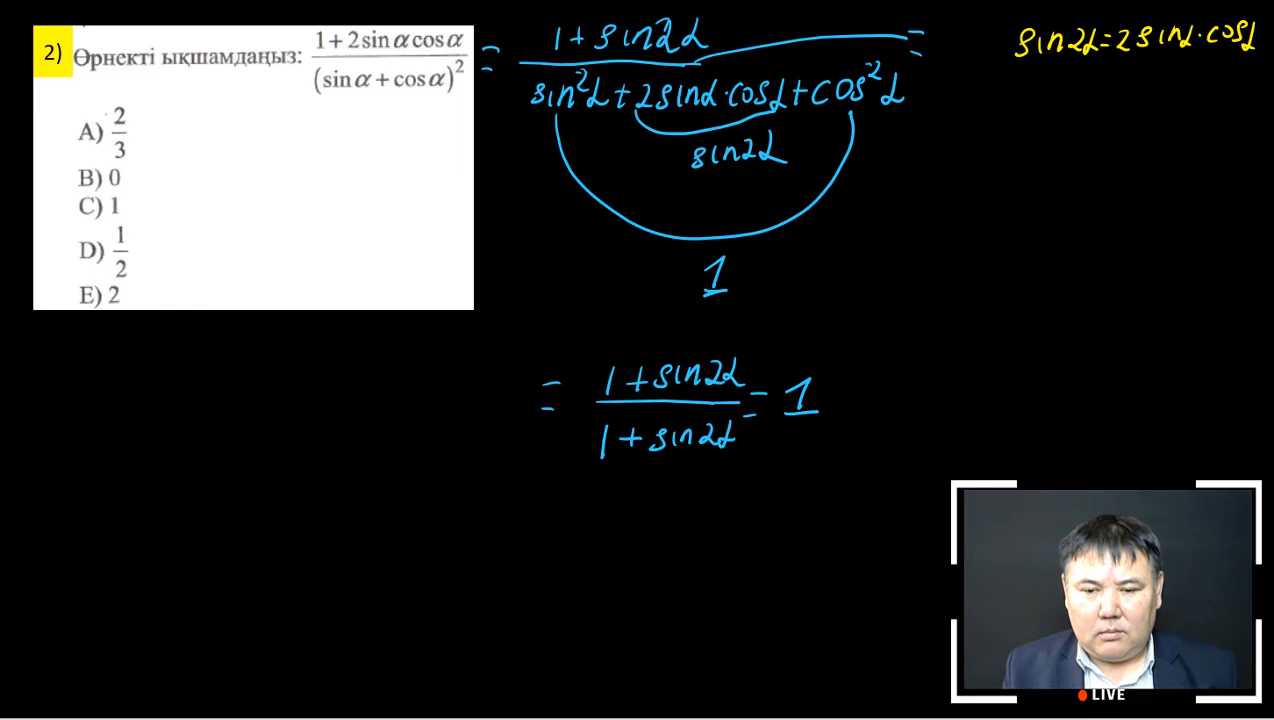 2) Өрнекті ықшамдаңыз: (1 + 2 sin α cos α) / (sin α + cos α)²
A) 2/3
B) 0
C) 1
D) 1/2
E) 2
= (1 + sin2α) / (sin²α + 2sinα · cosα + cos²α) =
sin2α
1
= (1 + sin2α) / (1 + sin2α) = 1
sin2α = 2 sinα · cosα
LIVE